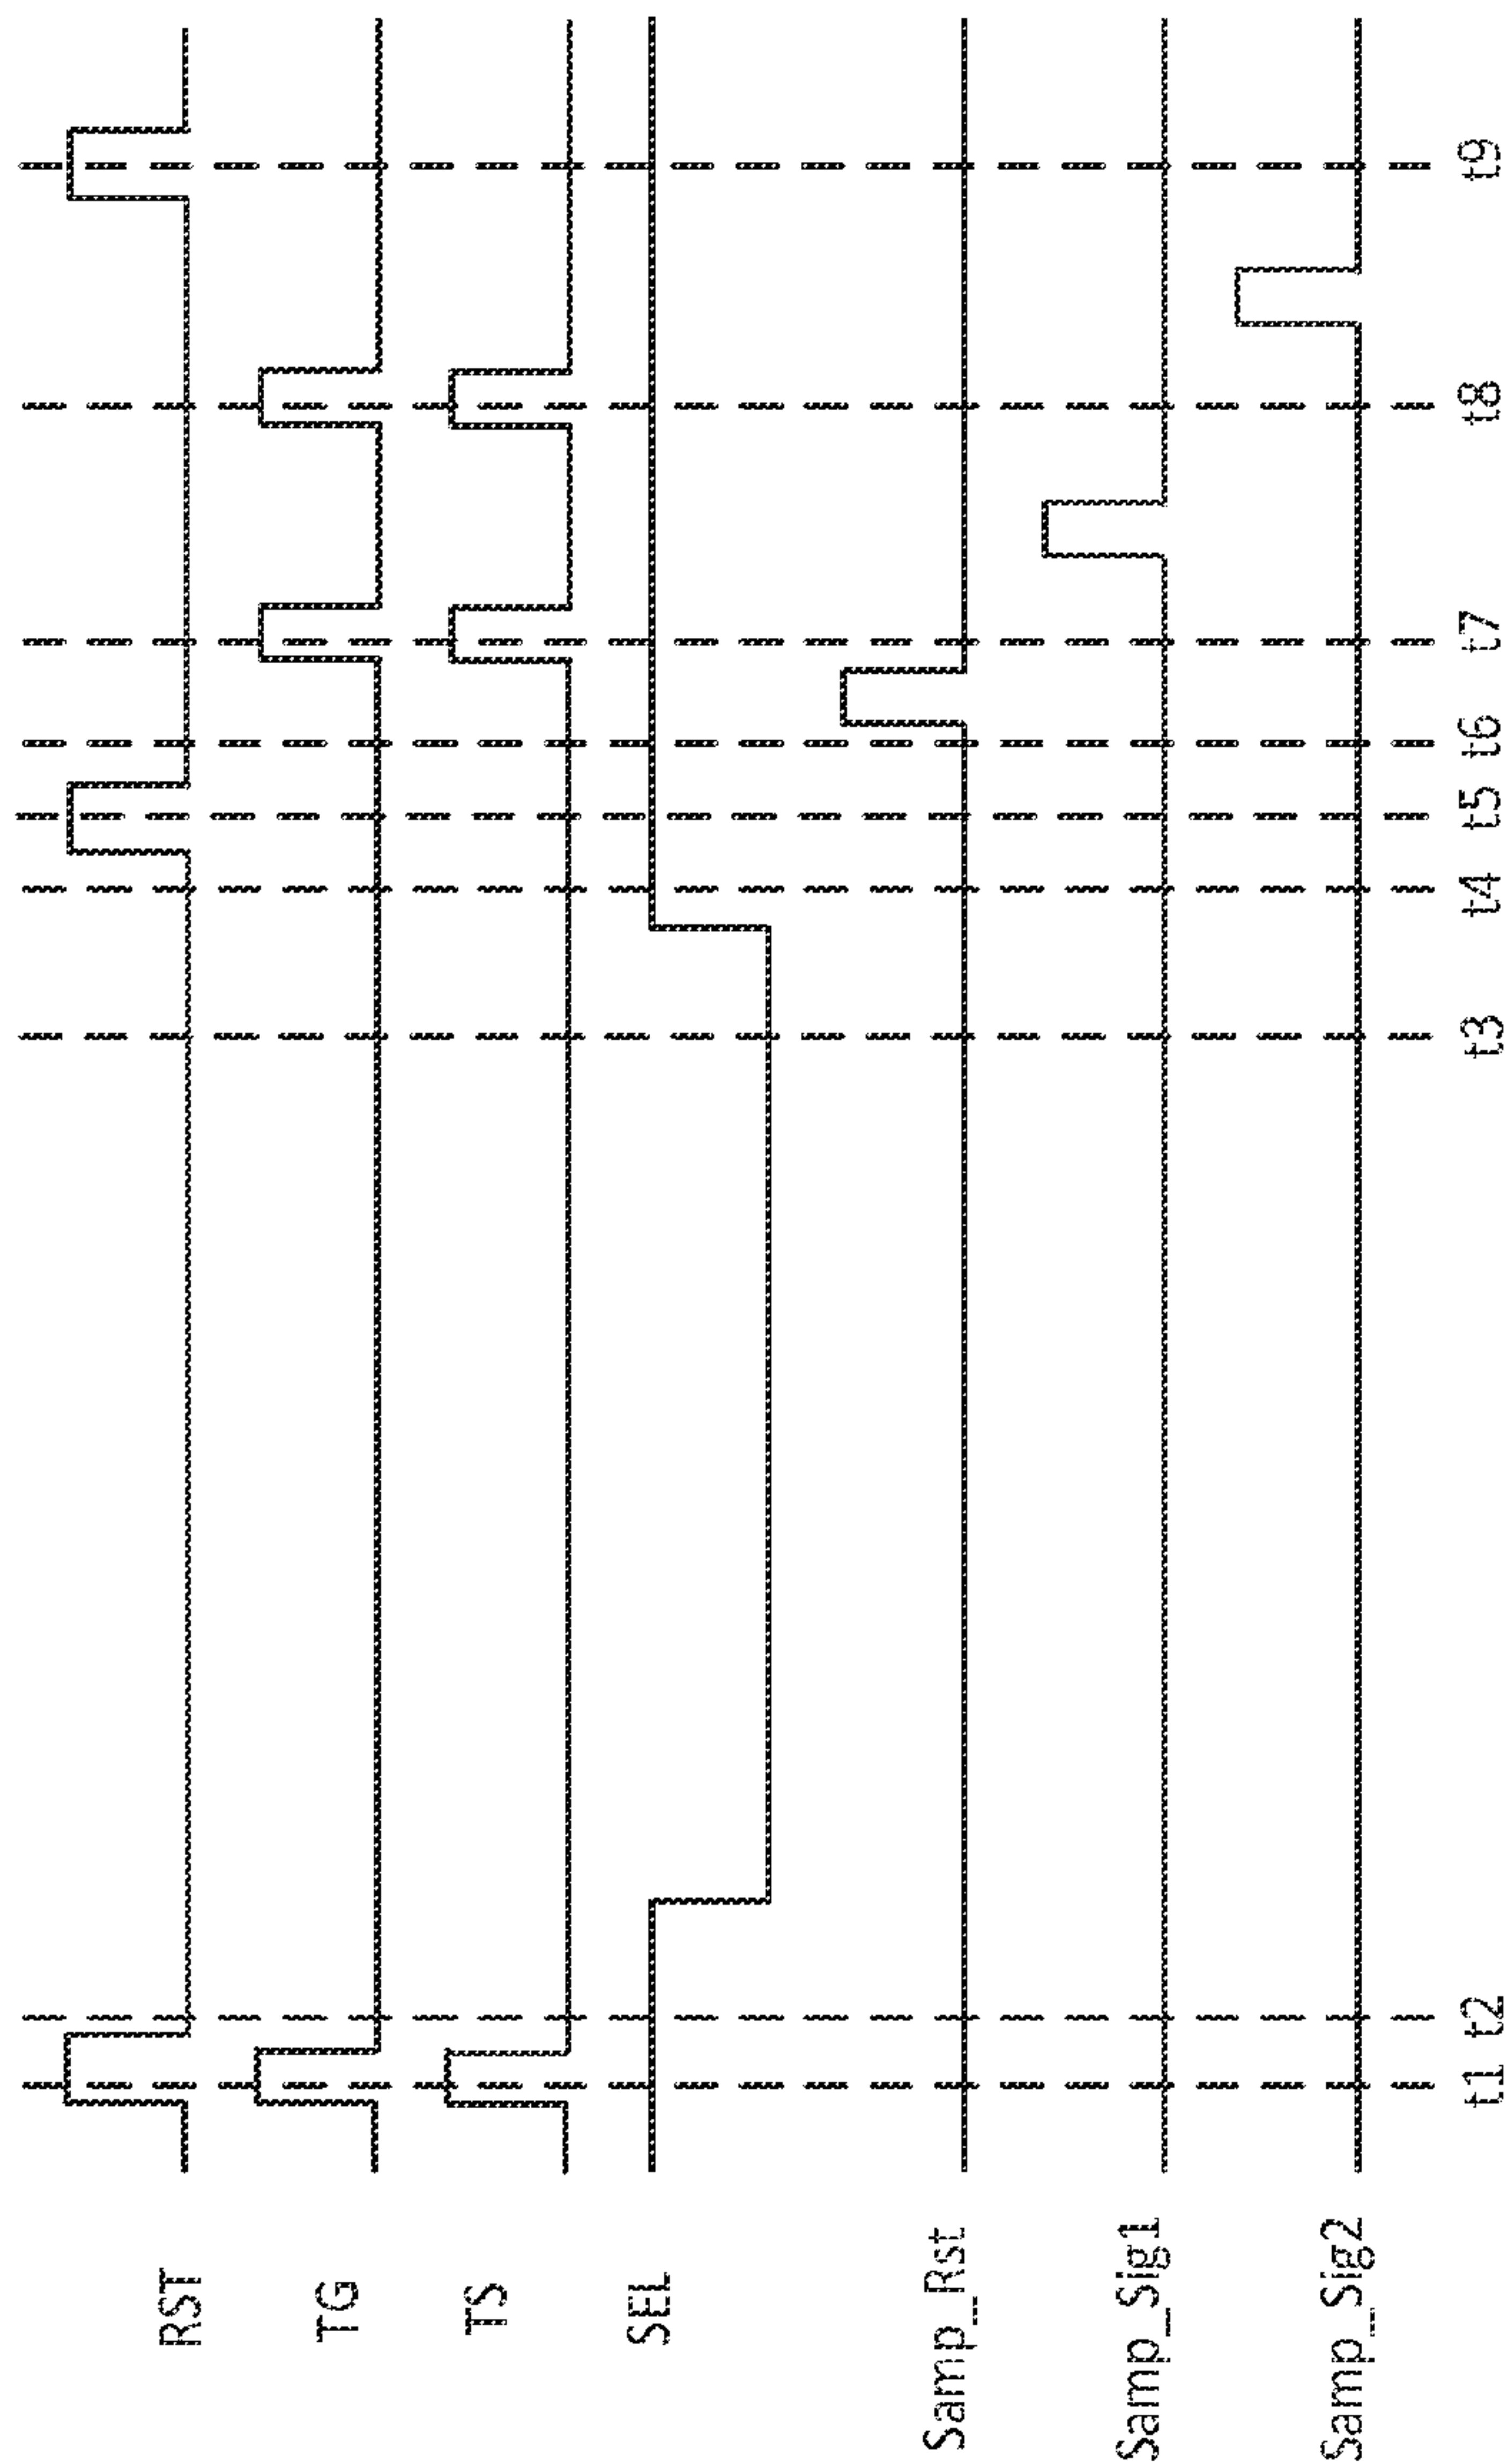 RST
TG
TS
SEL
Samp_Rst
Samp_Sig1
Samp_Sig2
t1 t2 t3 t4 t5 t6 t7 t8 t9